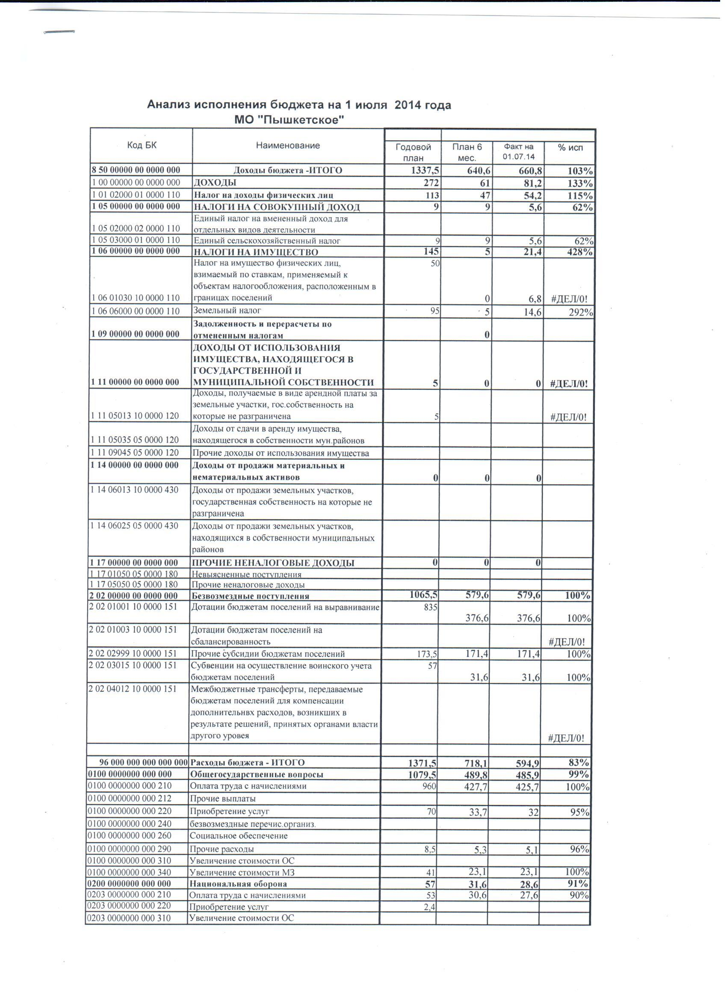 Анализ исполнения бюджета на 1 июля 2014 года
МО "Пышкетское"
Код БК Наименование Годовой план План 6 мес. Факт на 01.07.14 % исп
8 50 00000 00 0000 000 Доходы бюджета -ИТОГО 1337,5 640,6 660,8 103%
1 00 00000 00 0000 000 ДОХОДЫ 272 61 81,2 133%
1 01 02000 01 0000 110 Налог на доходы физических лиц 113 47 54,2 115%
1 05 00000 00 0000 000 НАЛОГИ НА СОВОКУПНЫЙ ДОХОД 9 9 5,6 62%
Единый налог на вмененный доход для
1 05 02000 02 0000 110 отдельных видов деятельности
1 05 03000 01 0000 110 Единый сельскохозяйственный налог 9 9 5,6 62%
1 06 00000 00 0000 000 НАЛОГИ НА ИМУЩЕСТВО 145 5 21,4 428%
Налог на имущество физических лиц, 50
взимаемый по ставкам, применяемый к
объектам налогообложения, расположенным в
1 06 01030 10 0000 110 границах поселений 0 6,8 #ДЕЛ/0!
1 06 06000 00 0000 110 Земельный налог 95 5 14,6 292%
Задолженность и перерасчеты по
1 09 00000 00 0000 000 отмененным налогам 0
ДОХОДЫ ОТ ИСПОЛЬЗОВАНИЯ
ИМУЩЕСТВА, НАХОДЯЩЕГОСЯ В
ГОСУДАРСТВЕННОЙ И
1 11 00000 00 0000 000 МУНИЦИПАЛЬНОЙ СОБСТВЕННОСТИ 5 0 0 #ДЕЛ/0!
Доходы, получаемые в виде арендной платы за
земельные участки, гос.собственность на
1 11 05013 10 0000 120 которые не разграничена 5 #ДЕЛ/0!
Доходы от сдачи в аренду имущества,
1 11 05035 05 0000 120 находящегося в собственности мун.районов
1 11 09045 05 0000 120 Прочие доходы от использования имущества
1 14 00000 00 0000 000 Доходы от продажи материальных и
нематериальных активов 0 0 0
1 14 06013 10 0000 430 Доходы от продажи земельных участков,
государственная собственность на которые не
разграничена
1 14 06025 05 0000 430 Доходы от продажи земельных участков,
находящихся в собственности муниципальных
районов
1 17 00000 00 0000 000 ПРОЧИЕ НЕНАЛОГОВЫЕ ДОХОДЫ 0 0 0
1 17 01050 05 0000 180 Невыясненные поступления
1 17 05050 05 0000 180 Прочие неналоговые доходы
2 02 00000 00 0000 000 Безвозмездные поступления 1065,5 579,6 579,6 100%
2 02 01001 10 0000 151 Дотации бюджетам поселений на выравнивание 835
376,6 376,6 100%
2 02 01003 10 0000 151 Дотации бюджетам поселений на
сбалансированность #ДЕЛ/0!
2 02 02999 10 0000 151 Прочие субсидии бюджетам поселений 173,5 171,4 171,4 100%
2 02 03015 10 0000 151 Субвенции на осуществление воинского учета 57
бюджетам поселений 31,6 31,6 100%
2 02 04012 10 0000 151 Межбюджетные трансферты, передаваемые
бюджетам поселений для компенсации
дополнительнвх расходов, возникших в
результате решений, принятых органами власти
другого уровея #ДЕЛ/0!
96 000 000 000 000 000 Расходы бюджета - ИТОГО 1371,5 718,1 594,9 83%
0100 0000000 000 000 Общегосударственные вопросы 1079,5 489,8 485,9 99%
0100 0000000 000 210 Оплата труда с начислениями 960 427,7 425,7 100%
0100 0000000 000 212 Прочие выплаты
0100 0000000 000 220 Приобретение услуг 70 33,7 32 95%
0100 0000000 000 240 безвозмездные перечис.организ.
0100 0000000 000 260 Социальное обеспечение
0100 0000000 000 290 Прочие расходы 8,5 5,3 5,1 96%
0100 0000000 000 310 Увеличение стоимости ОС
0100 0000000 000 340 Увеличение стоимости МЗ 41 23,1 23,1 100%
0200 0000000 000 000 Национальная оборона 57 31,6 28,6 91%
0203 0000000 000 210 Оплата труда с начислениями 53 30,6 27,6 90%
0203 0000000 000 220 Приобретение услуг 2,4
0203 0000000 000 310 Увеличение стоимости ОС